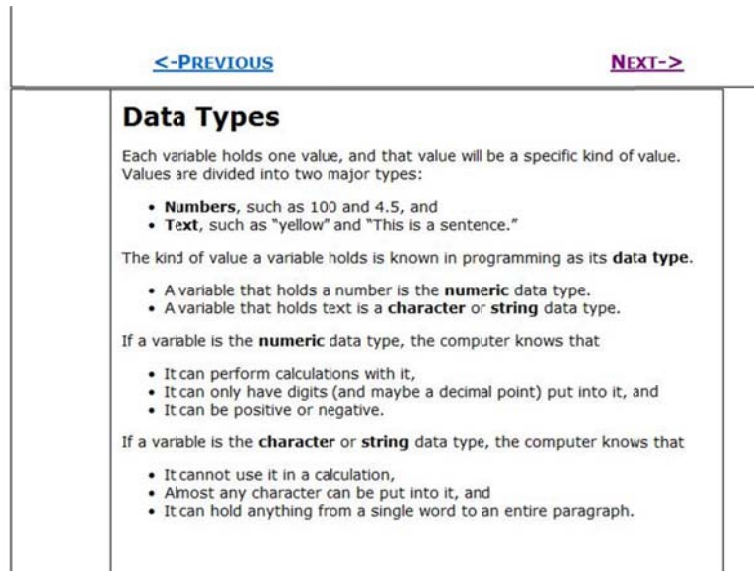 <-PREVIOUS NEXT->
Data Types
Each variable holds one value, and that value will be a specific kind of value.
Values are divided into two major types:
• Numbers, such as 100 and 4.5, and
• Text, such as "yellow" and "This is a sentence."
The kind of value a variable holds is known in programming as its data type.
• A variable that holds a number is the numeric data type.
• A variable that holds text is a character or string data type.
If a variable is the numeric data type, the computer knows that
• It can perform calculations with it,
• It can only have digits (and maybe a decimal point) put into it, and
• It can be positive or negative.
If a variable is the character or string data type, the computer knows that
• It cannot use it in a calculation,
• Almost any character can be put into it, and
• It can hold anything from a single word to an entire paragraph.